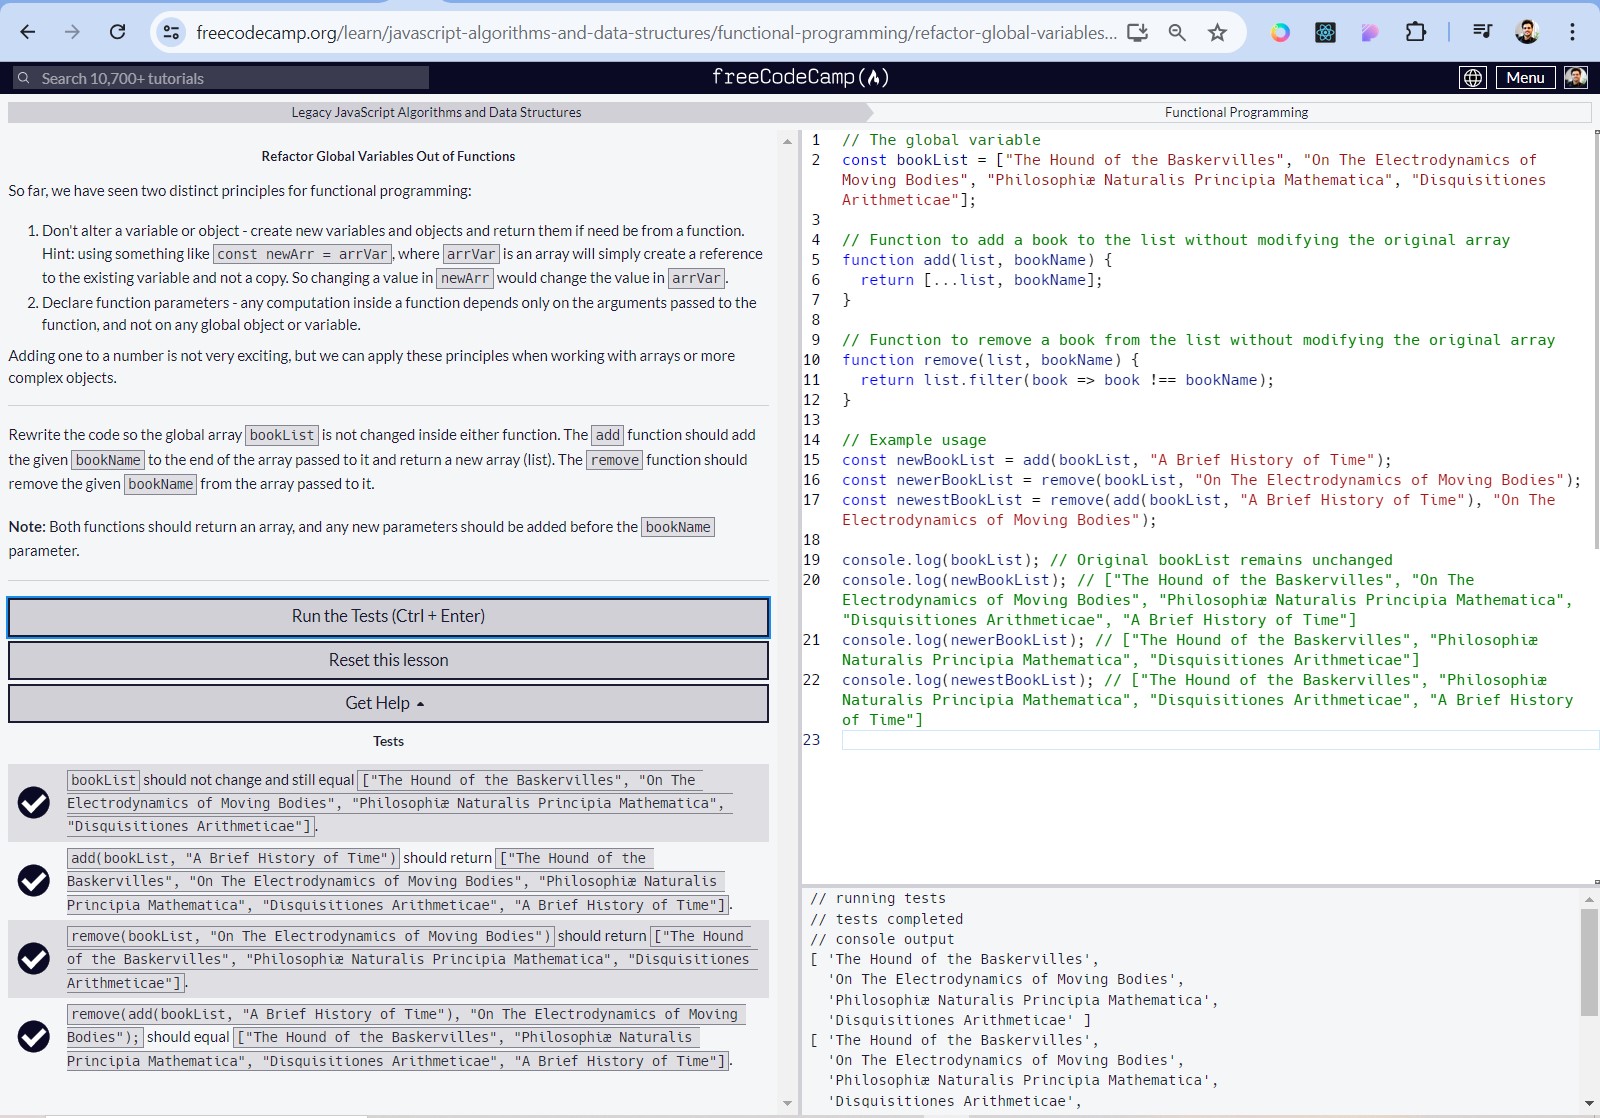 freecodecamp.org/learn/javascript-algorithms-and-data-structures/functional-programming/refactor-global-variables...
Search 10,700+ tutorials
freeCodeCamp(🔥)
Menu
Legacy JavaScript Algorithms and Data Structures
Functional Programming
Refactor Global Variables Out of Functions
So far, we have seen two distinct principles for functional programming:
1. Don't alter a variable or object - create new variables and objects and return them if need be from a function.
Hint: using something like const newArr = arrVar, where arrVar is an array will simply create a reference
to the existing variable and not a copy. So changing a value in newArr would change the value in arrVar.
2. Declare function parameters - any computation inside a function depends only on the arguments passed to the
function, and not on any global object or variable.
Adding one to a number is not very exciting, but we can apply these principles when working with arrays or more
complex objects.
Rewrite the code so the global array bookList is not changed inside either function. The add function should add
the given bookName to the end of the array passed to it and return a new array (list). The remove function should
remove the given bookName from the array passed to it.
Note: Both functions should return an array, and any new parameters should be added before the bookName
parameter.
Run the Tests (Ctrl + Enter)
Reset this lesson
Get Help
Tests
bookList should not change and still equal ["The Hound of the Baskervilles", "On The
Electrodynamics of Moving Bodies", "Philosophiæ Naturalis Principia Mathematica",
"Disquisitiones Arithmeticae"].
add(bookList, "A Brief History of Time") should return ["The Hound of the
Baskervilles", "On The Electrodynamics of Moving Bodies", "Philosophiæ Naturalis
Principia Mathematica", "Disquisitiones Arithmeticae", "A Brief History of Time"].
remove(bookList, "On The Electrodynamics of Moving Bodies") should return ["The Hound
of the Baskervilles", "Philosophiæ Naturalis Principia Mathematica", "Disquisitiones
Arithmeticae"].
remove(add(bookList, "A Brief History of Time"), "On The Electrodynamics of Moving
Bodies"); should equal ["The Hound of the Baskervilles", "Philosophiæ Naturalis
Principia Mathematica", "Disquisitiones Arithmeticae", "A Brief History of Time"].
1 // The global variable
2 const bookList = ["The Hound of the Baskervilles", "On The Electrodynamics of
Moving Bodies", "Philosophiæ Naturalis Principia Mathematica", "Disquisitiones
Arithmeticae"];
3
4 // Function to add a book to the list without modifying the original array
5 function add(list, bookName) {
6 return [...list, bookName];
7 }
8
9 // Function to remove a book from the list without modifying the original array
10 function remove(list, bookName) {
11 return list.filter(book => book !== bookName);
12 }
13
14 // Example usage
15 const newBookList = add(bookList, "A Brief History of Time");
16 const newerBookList = remove(bookList, "On The Electrodynamics of Moving Bodies");
17 const newestBookList = remove(add(bookList, "A Brief History of Time"), "On The
Electrodynamics of Moving Bodies");
18
19 console.log(bookList); // Original bookList remains unchanged
20 console.log(newBookList); // ["The Hound of the Baskervilles", "On The
Electrodynamics of Moving Bodies", "Philosophiæ Naturalis Principia Mathematica",
"Disquisitiones Arithmeticae", "A Brief History of Time"]
21 console.log(newerBookList); // ["The Hound of the Baskervilles", "Philosophiæ
Naturalis Principia Mathematica", "Disquisitiones Arithmeticae"]
22 console.log(newestBookList); // ["The Hound of the Baskervilles", "Philosophiæ
Naturalis Principia Mathematica", "Disquisitiones Arithmeticae", "A Brief History
of Time"]
23
// running tests
// tests completed
// console output
[ 'The Hound of the Baskervilles',
'On The Electrodynamics of Moving Bodies',
'Philosophiæ Naturalis Principia Mathematica',
'Disquisitiones Arithmeticae' ]
[ 'The Hound of the Baskervilles',
'On The Electrodynamics of Moving Bodies',
'Philosophiæ Naturalis Principia Mathematica',
'Disquisitiones Arithmeticae',